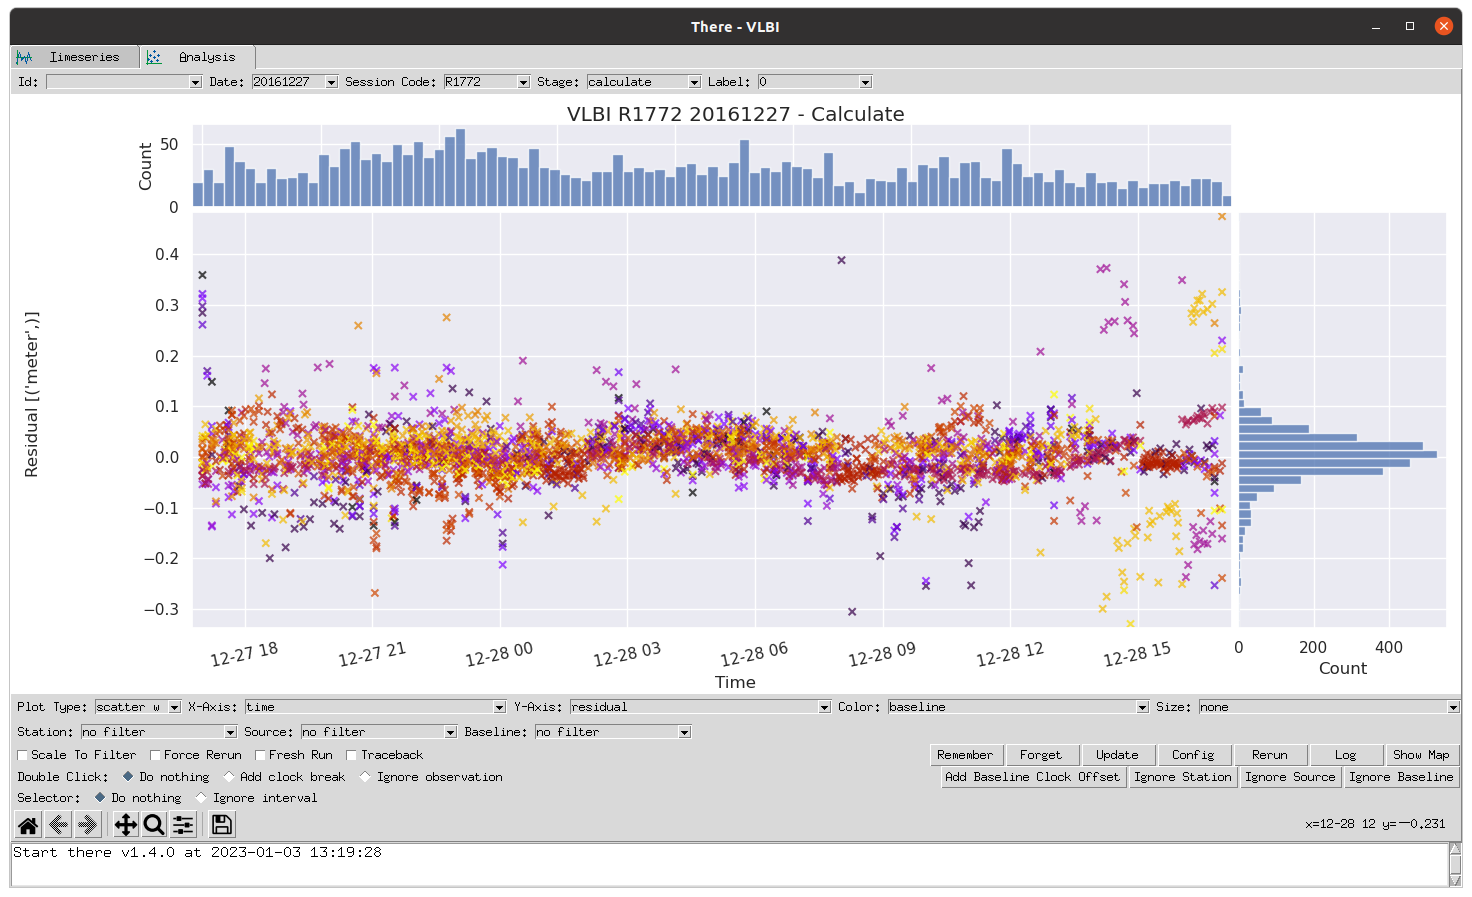 There - VLBI
Timeseries Analysis
Id: Date: 20161227 Session Code: R1772 Stage: calculate Label: 0
VLBI R1772 20161227 - Calculate
Count
50
0
Residual [('meter',)]
0.4
0.3
0.2
0.1
0.0
−0.1
−0.2
−0.3
12-27 18 12-27 21 12-28 00 12-28 03 12-28 06 12-28 09 12-28 12 12-28 15
Time
0 200 400
Count
Plot Type: scatter w X-Axis: time Y-Axis: residual Color: baseline Size: none
Station: no filter Source: no filter Baseline: no filter
Scale To Filter Force Rerun Fresh Run Traceback Remember Forget Update Config Rerun Log Show Map
Double Click: Do nothing Add clock break Ignore observation Add Baseline Clock Offset Ignore Station Ignore Source Ignore Baseline
Selector: Do nothing Ignore interval
x=12-28 12 y=−0.231
Start there v1.4.0 at 2023-01-03 13:19:28